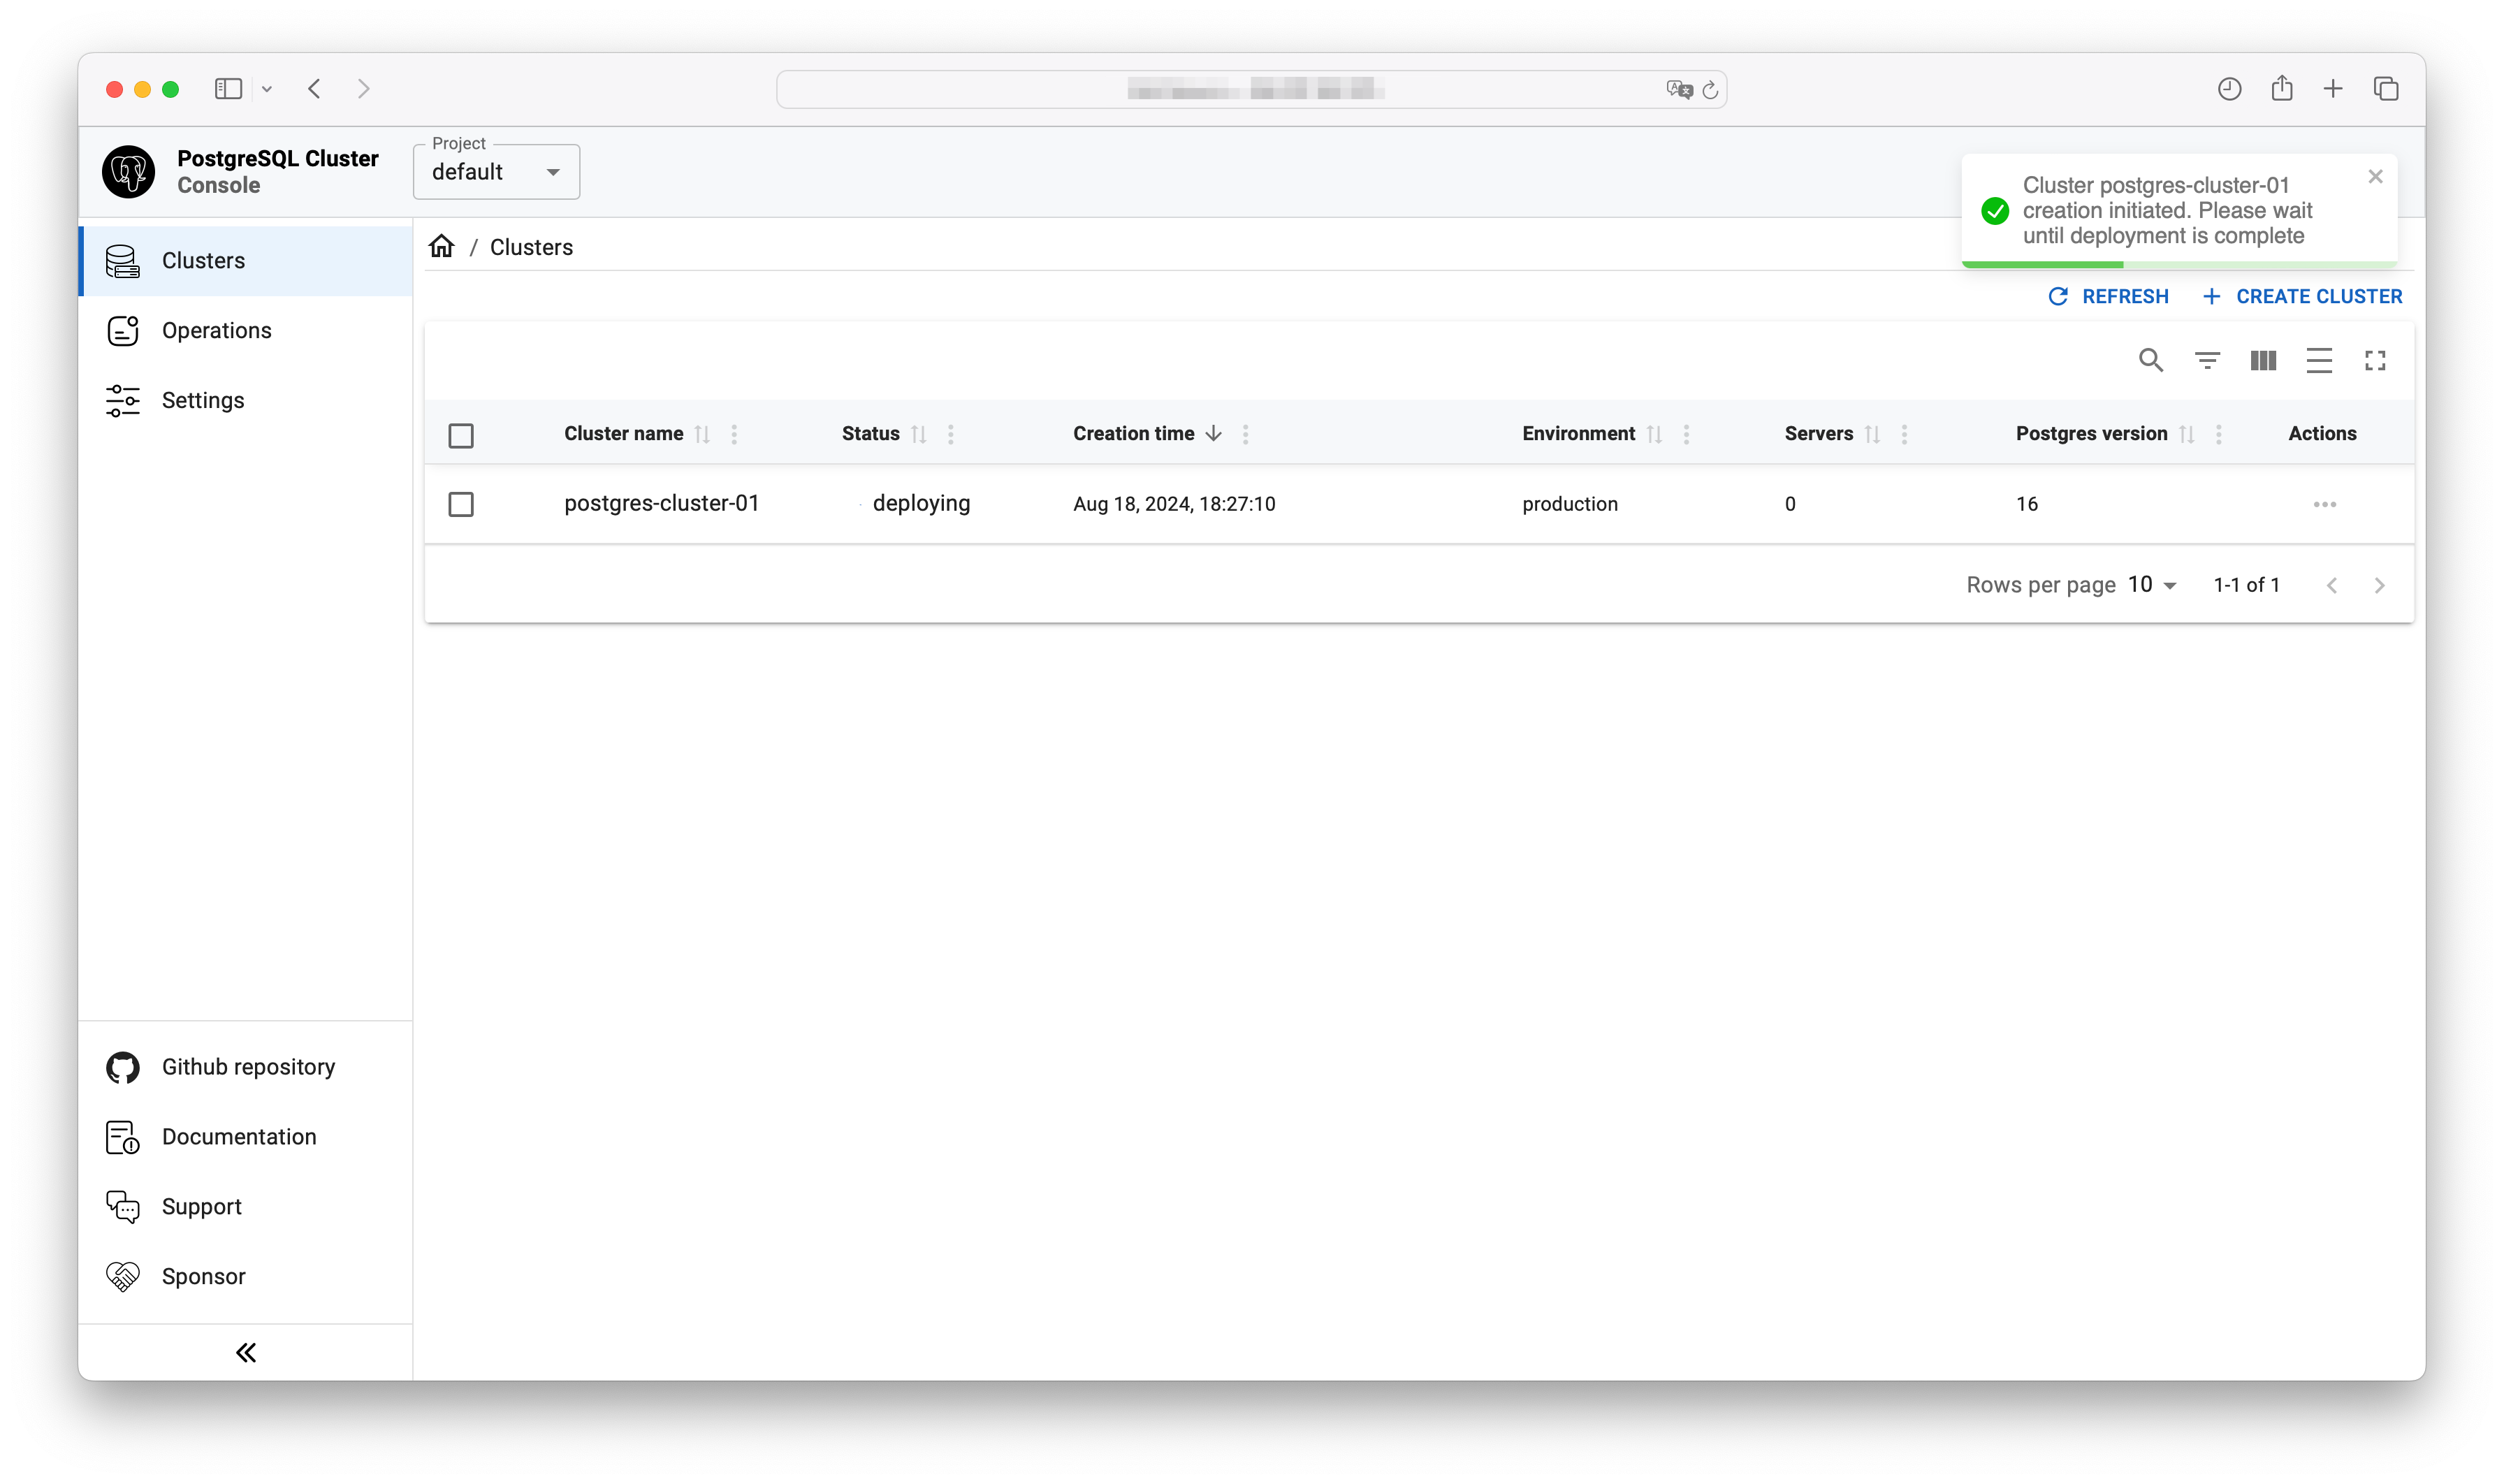 PostgreSQL Cluster
Console
Project
default
Cluster postgres-cluster-01
creation initiated. Please wait
until deployment is complete
Clusters
Operations
Settings
/ Clusters
REFRESH
CREATE CLUSTER
Cluster name Status Creation time Environment Servers Postgres version Actions
postgres-cluster-01 deploying Aug 18, 2024, 18:27:10 production 0 16
Rows per page 10 1-1 of 1
Github repository
Documentation
Support
Sponsor